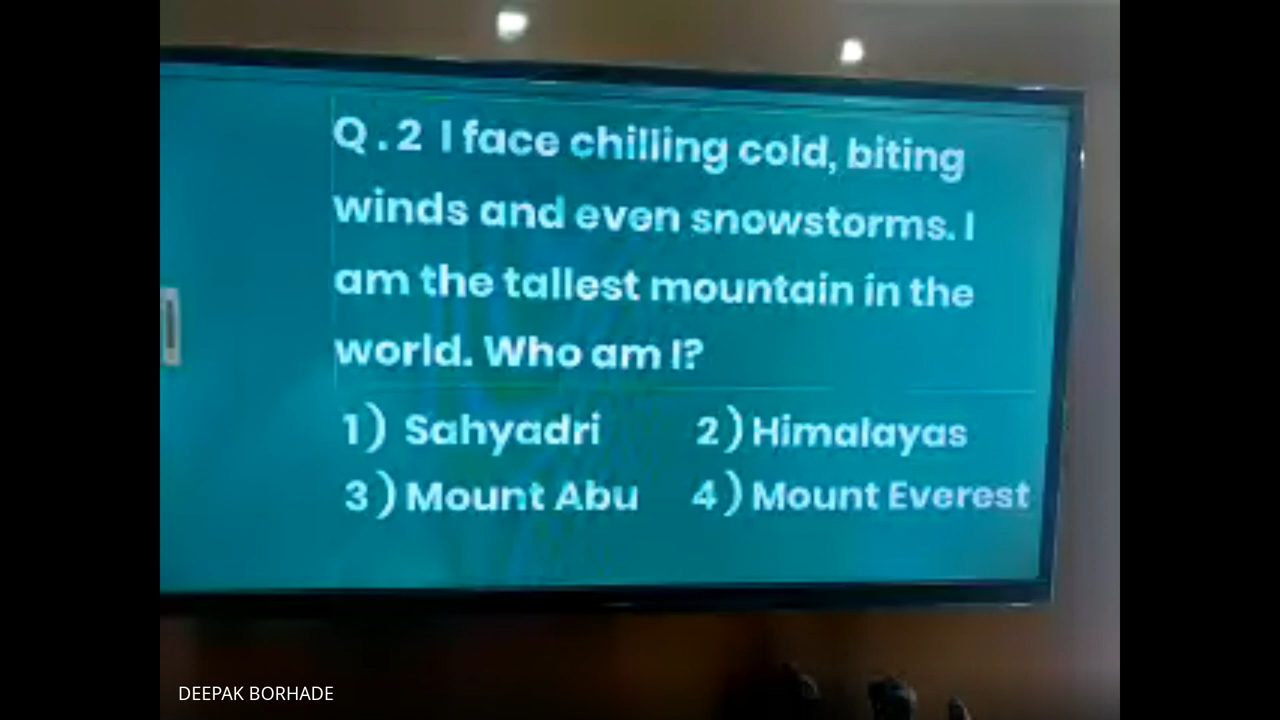 Q.2 I face chilling cold, biting
winds and even snowstorms. I
am the tallest mountain in the
world. Who am I?
1) Sahyadri 2) Himalayas
3) Mount Abu 4) Mount Everest
DEEPAK BORHADE